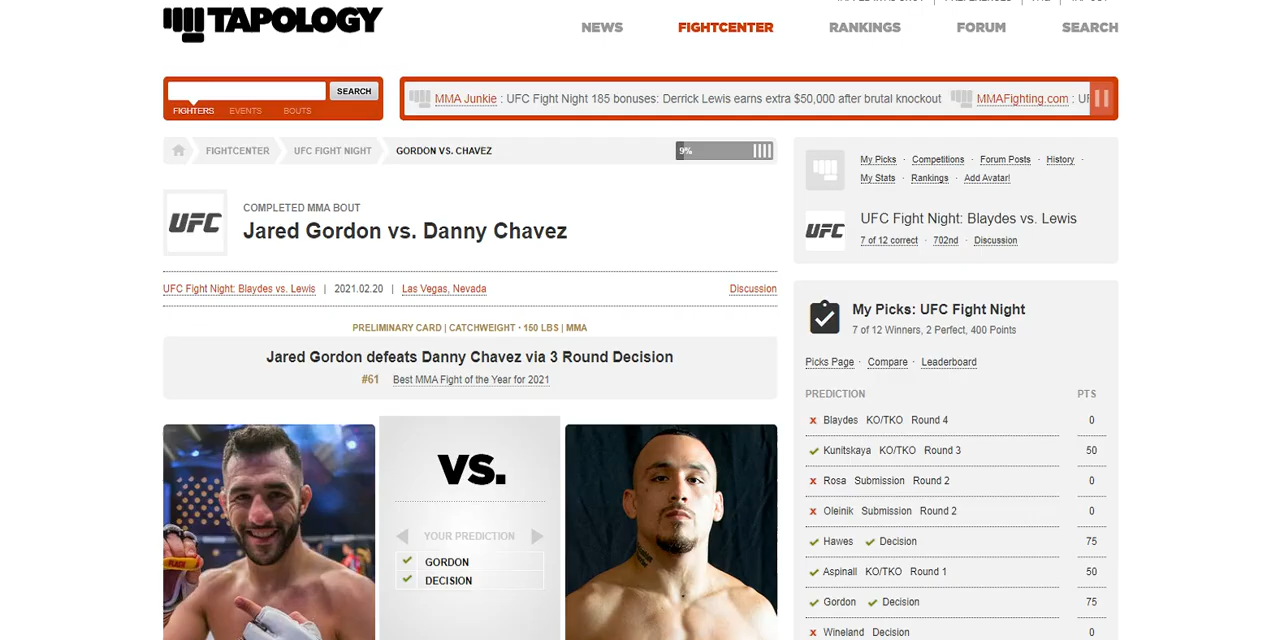 TAPOLOGY
NEWS
FIGHTCENTER
RANKINGS
FORUM
SEARCH
SEARCH
FIGHTERS EVENTS BOUTS
MMA Junkie : UFC Fight Night 185 bonuses: Derrick Lewis earns extra $50,000 after brutal knockout
MMAFighting.com : UF
FIGHTCENTER
UFC FIGHT NIGHT
GORDON VS. CHAVEZ
9%
UFC
COMPLETED MMA BOUT
Jared Gordon vs. Danny Chavez
UFC Fight Night: Blaydes vs. Lewis | 2021.02.20 | Las Vegas, Nevada
Discussion
PRELIMINARY CARD | CATCHWEIGHT · 150 LBS | MMA
Jared Gordon defeats Danny Chavez via 3 Round Decision
#61 Best MMA Fight of the Year for 2021
VS.
YOUR PREDICTION
GORDON
DECISION
My Picks · Competitions · Forum Posts · History ·
My Stats · Rankings · Add Avatar!
UFC
UFC Fight Night: Blaydes vs. Lewis
7 of 12 correct · 702nd · Discussion
My Picks: UFC Fight Night
7 of 12 Winners, 2 Perfect, 400 Points
Picks Page · Compare · Leaderboard
PREDICTION PTS
x Blaydes KO/TKO Round 4 0
✓ Kunitskaya KO/TKO Round 3 50
x Rosa Submission Round 2 0
x Oleinik Submission Round 2 0
✓ Hawes ✓ Decision 75
✓ Aspinall KO/TKO Round 1 50
✓ Gordon ✓ Decision 75
x Wineland Decision 0